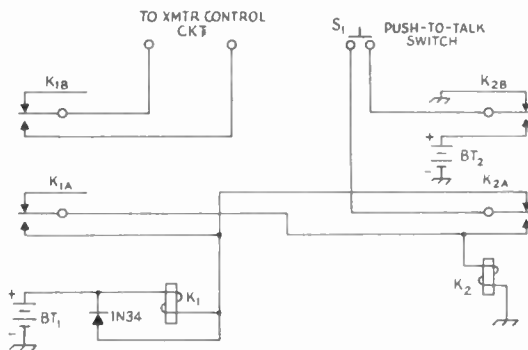 TO XMTR CONTROL
CKT
S1
PUSH-TO-TALK
SWITCH
K1B
K2B
+
BT2
-
K1A
K2A
+
BT1
-
1N34
K1
K2